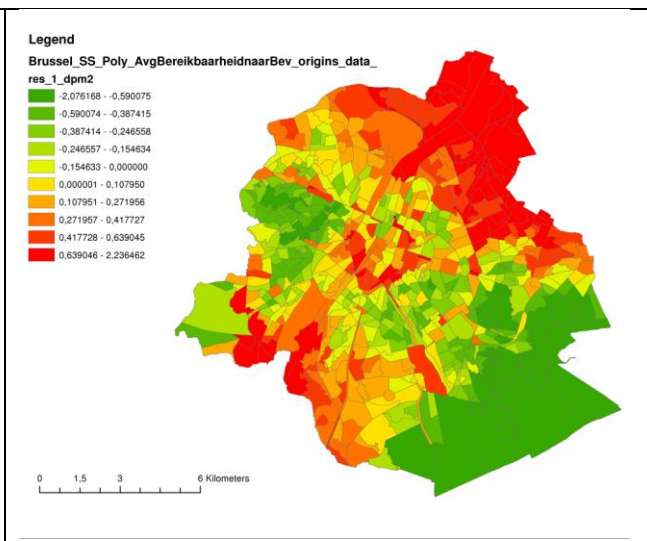 Legend
Brussel_SS_Poly_AvgBereikbaarheidnaarBev_origins_data_
res_1_dpm2
-2,076168 - -0,590075
-0,590074 - -0,387415
-0,387414 - -0,246558
-0,246557 - -0,154634
-0,154633 - 0,000000
0,000001 - 0,107950
0,107951 - 0,271956
0,271957 - 0,417727
0,417728 - 0,639045
0,639046 - 2,236462
0 1,5 3 6 Kilometers